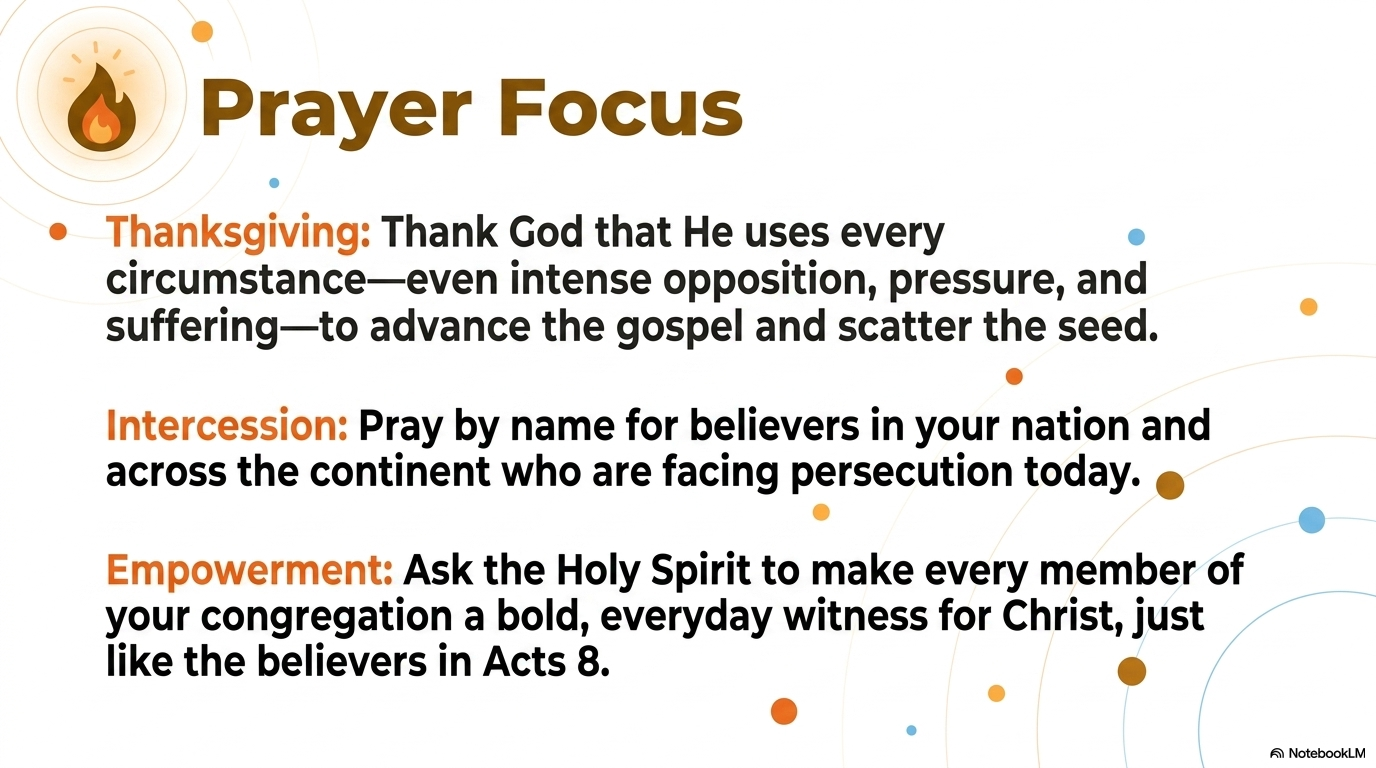 Prayer Focus
Thanksgiving: Thank God that He uses every
circumstance—even intense opposition, pressure, and
suffering—to advance the gospel and scatter the seed.
Intercession: Pray by name for believers in your nation and
across the continent who are facing persecution today.
Empowerment: Ask the Holy Spirit to make every member of
your congregation a bold, everyday witness for Christ, just
like the believers in Acts 8.
NotebookLM